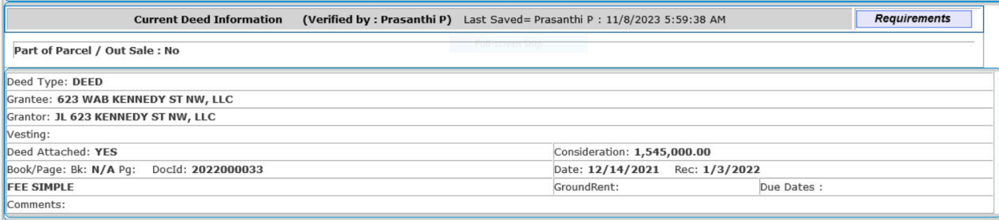 Current Deed Information (Verified by : Prasanthi P) Last Saved= Prasanthi P : 11/8/2023 5:59:38 AM Requirements
Full-screen Snip
Part of Parcel / Out Sale : No
Deed Type: DEED
Grantee: 623 WAB KENNEDY ST NW, LLC
Grantor: JL 623 KENNEDY ST NW, LLC
Vesting:
Deed Attached: YES Consideration: 1,545,000.00
Book/Page: Bk: N/A Pg: DocId: 2022000033 Date: 12/14/2021 Rec: 1/3/2022
FEE SIMPLE GroundRent: Due Dates :
Comments: